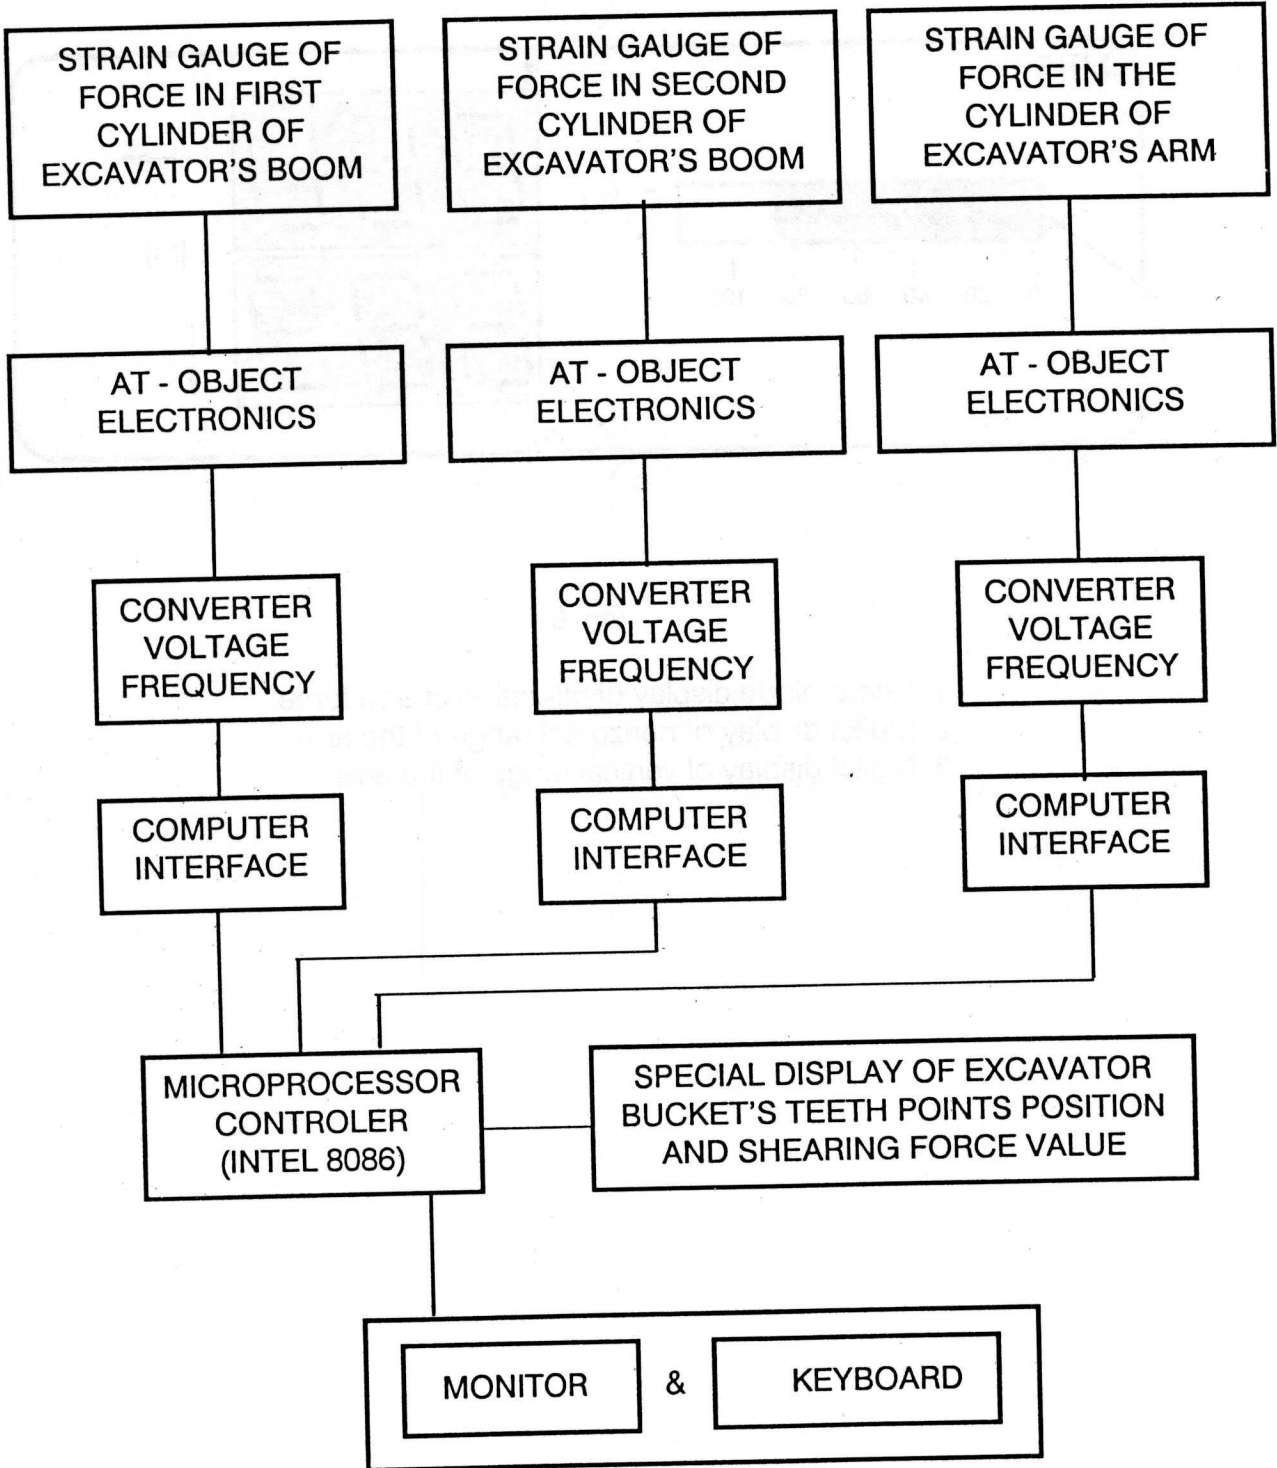 STRAIN GAUGE OF
FORCE IN FIRST
CYLINDER OF
EXCAVATOR'S BOOM
STRAIN GAUGE OF
FORCE IN SECOND
CYLINDER OF
EXCAVATOR'S BOOM
STRAIN GAUGE OF
FORCE IN THE
CYLINDER OF
EXCAVATOR'S ARM
AT - OBJECT
ELECTRONICS
AT - OBJECT
ELECTRONICS
AT - OBJECT
ELECTRONICS
CONVERTER
VOLTAGE
FREQUENCY
CONVERTER
VOLTAGE
FREQUENCY
CONVERTER
VOLTAGE
FREQUENCY
COMPUTER
INTERFACE
COMPUTER
INTERFACE
COMPUTER
INTERFACE
MICROPROCESSOR
CONTROLER
(INTEL 8086)
SPECIAL DISPLAY OF EXCAVATOR
BUCKET'S TEETH POINTS POSITION
AND SHEARING FORCE VALUE
MONITOR & KEYBOARD